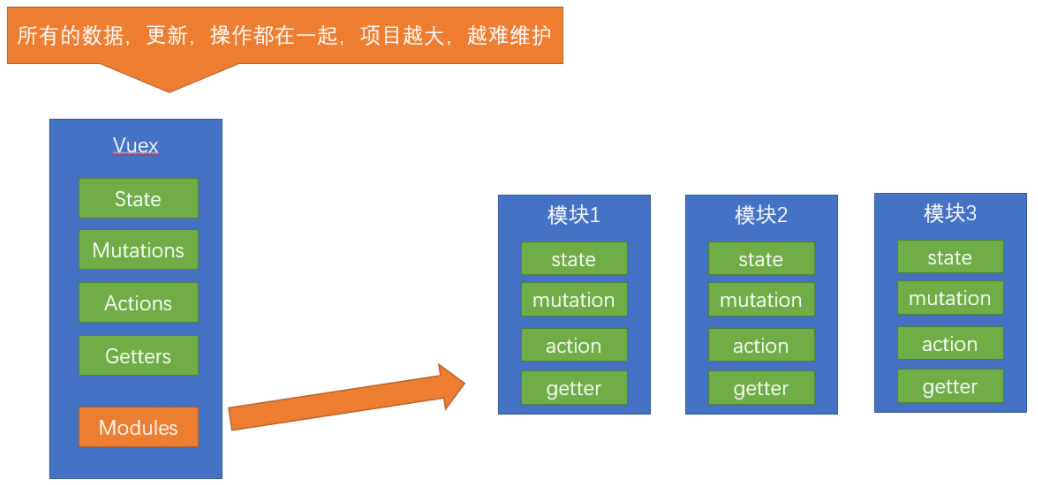 所有的数据，更新，操作都在一起，项目越大，越难维护
Vuex
State
Mutations
Actions
Getters
Modules
模块1
state
mutation
action
getter
模块2
state
mutation
action
getter
模块3
state
mutation
action
getter